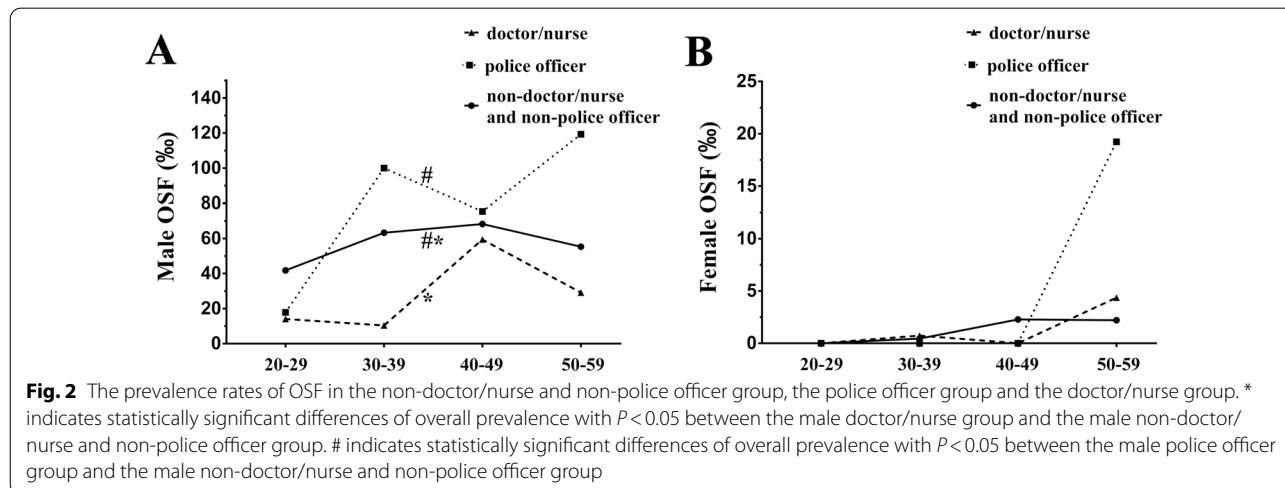 A
doctor/nurse
police officer
non-doctor/nurse
and non-police officer
Male OSF (‰)
140
120
100
80
60
40
20
0
#
#*
*
20-29
30-39
40-49
50-59
B
doctor/nurse
police officer
non-doctor/nurse
and non-police officer
Female OSF (‰)
25
20
15
10
5
0
20-29
30-39
40-49
50-59
Fig. 2 The prevalence rates of OSF in the non-doctor/nurse and non-police officer group, the police officer group and the doctor/nurse group. *
indicates statistically significant differences of overall prevalence with P < 0.05 between the male doctor/nurse group and the male non-doctor/
nurse and non-police officer group. # indicates statistically significant differences of overall prevalence with P < 0.05 between the male police officer
group and the male non-doctor/nurse and non-police officer group